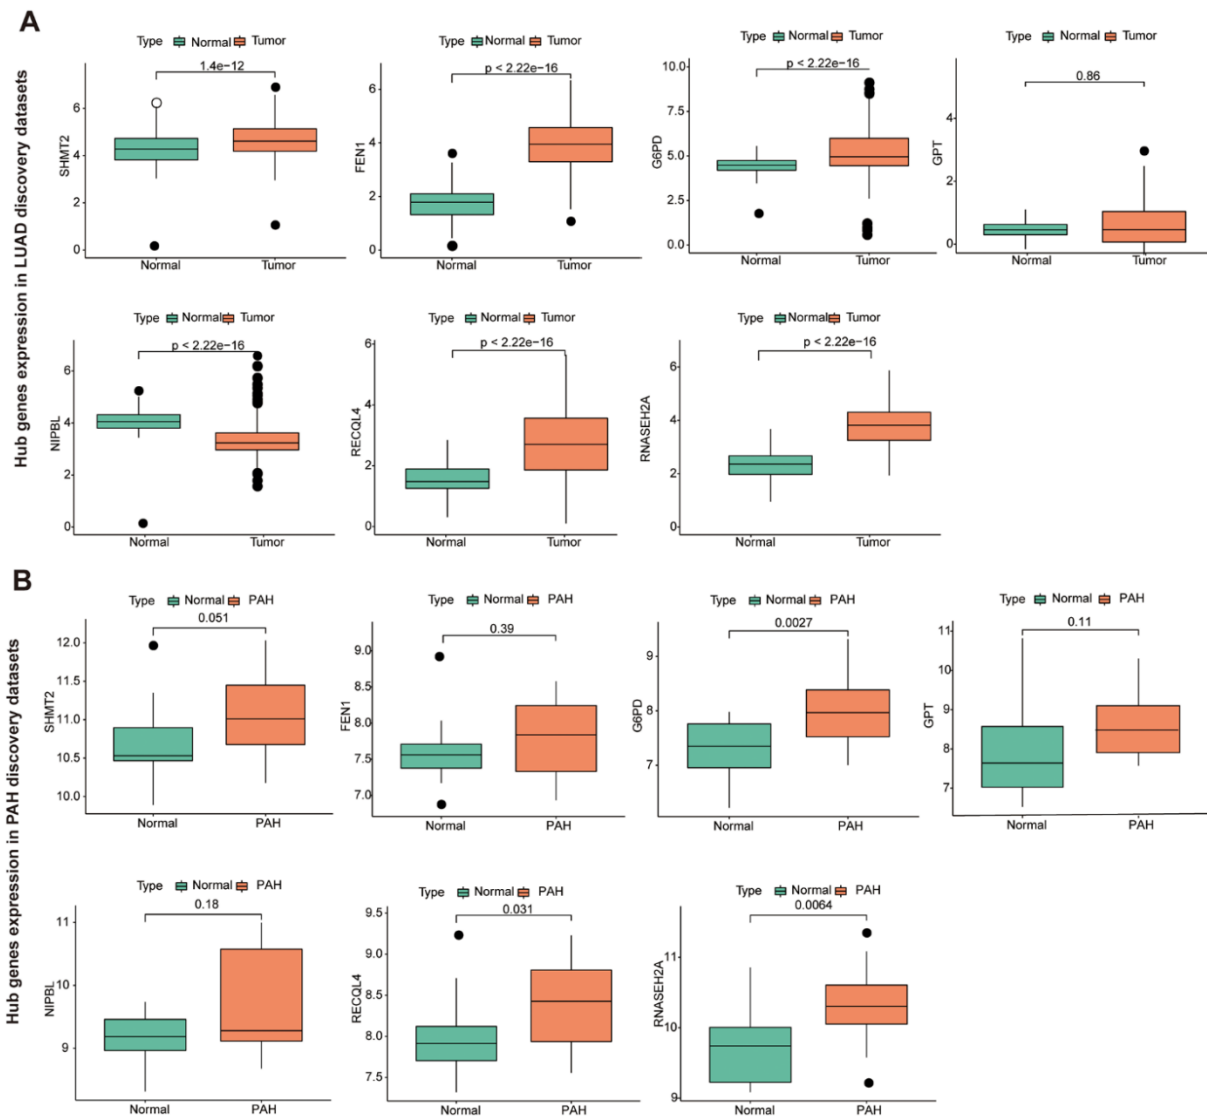 A
Hub genes expression in LUAD discovery datasets
Type Normal Tumor
1.4e−12
SHMT2
6
4
2
0
Normal Tumor
Type Normal Tumor
p < 2.22e−16
FEN1
6
4
2
0
Normal Tumor
Type Normal Tumor
p < 2.22e−16
G6PD
10.0
7.5
5.0
2.5
0.0
Normal Tumor
Type Normal Tumor
0.86
GPT
4
2
0
Normal Tumor
Type Normal Tumor
p < 2.22e−16
NIPBL
6
4
2
0
Normal Tumor
Type Normal Tumor
p < 2.22e−16
RECQL4
6
4
2
0
Normal Tumor
Type Normal Tumor
p < 2.22e−16
RNASEH2A
6
4
2
0
Normal Tumor
B
Hub genes expression in PAH discovery datasets
Type Normal PAH
0.051
SHMT2
12.0
11.5
11.0
10.5
10.0
Normal PAH
Type Normal PAH
0.39
FEN1
9.0
8.5
8.0
7.5
7.0
Normal PAH
Type Normal PAH
0.0027
G6PD
9
8
7
Normal PAH
Type Normal PAH
0.11
GPT
11
10
9
8
7
Normal PAH
Type Normal PAH
0.18
NIPBL
11
10
9
Normal PAH
Type Normal PAH
0.031
RECQL4
9.5
9.0
8.5
8.0
7.5
Normal PAH
Type Normal PAH
0.0064
RNASEH2A
11
10
9
Normal PAH